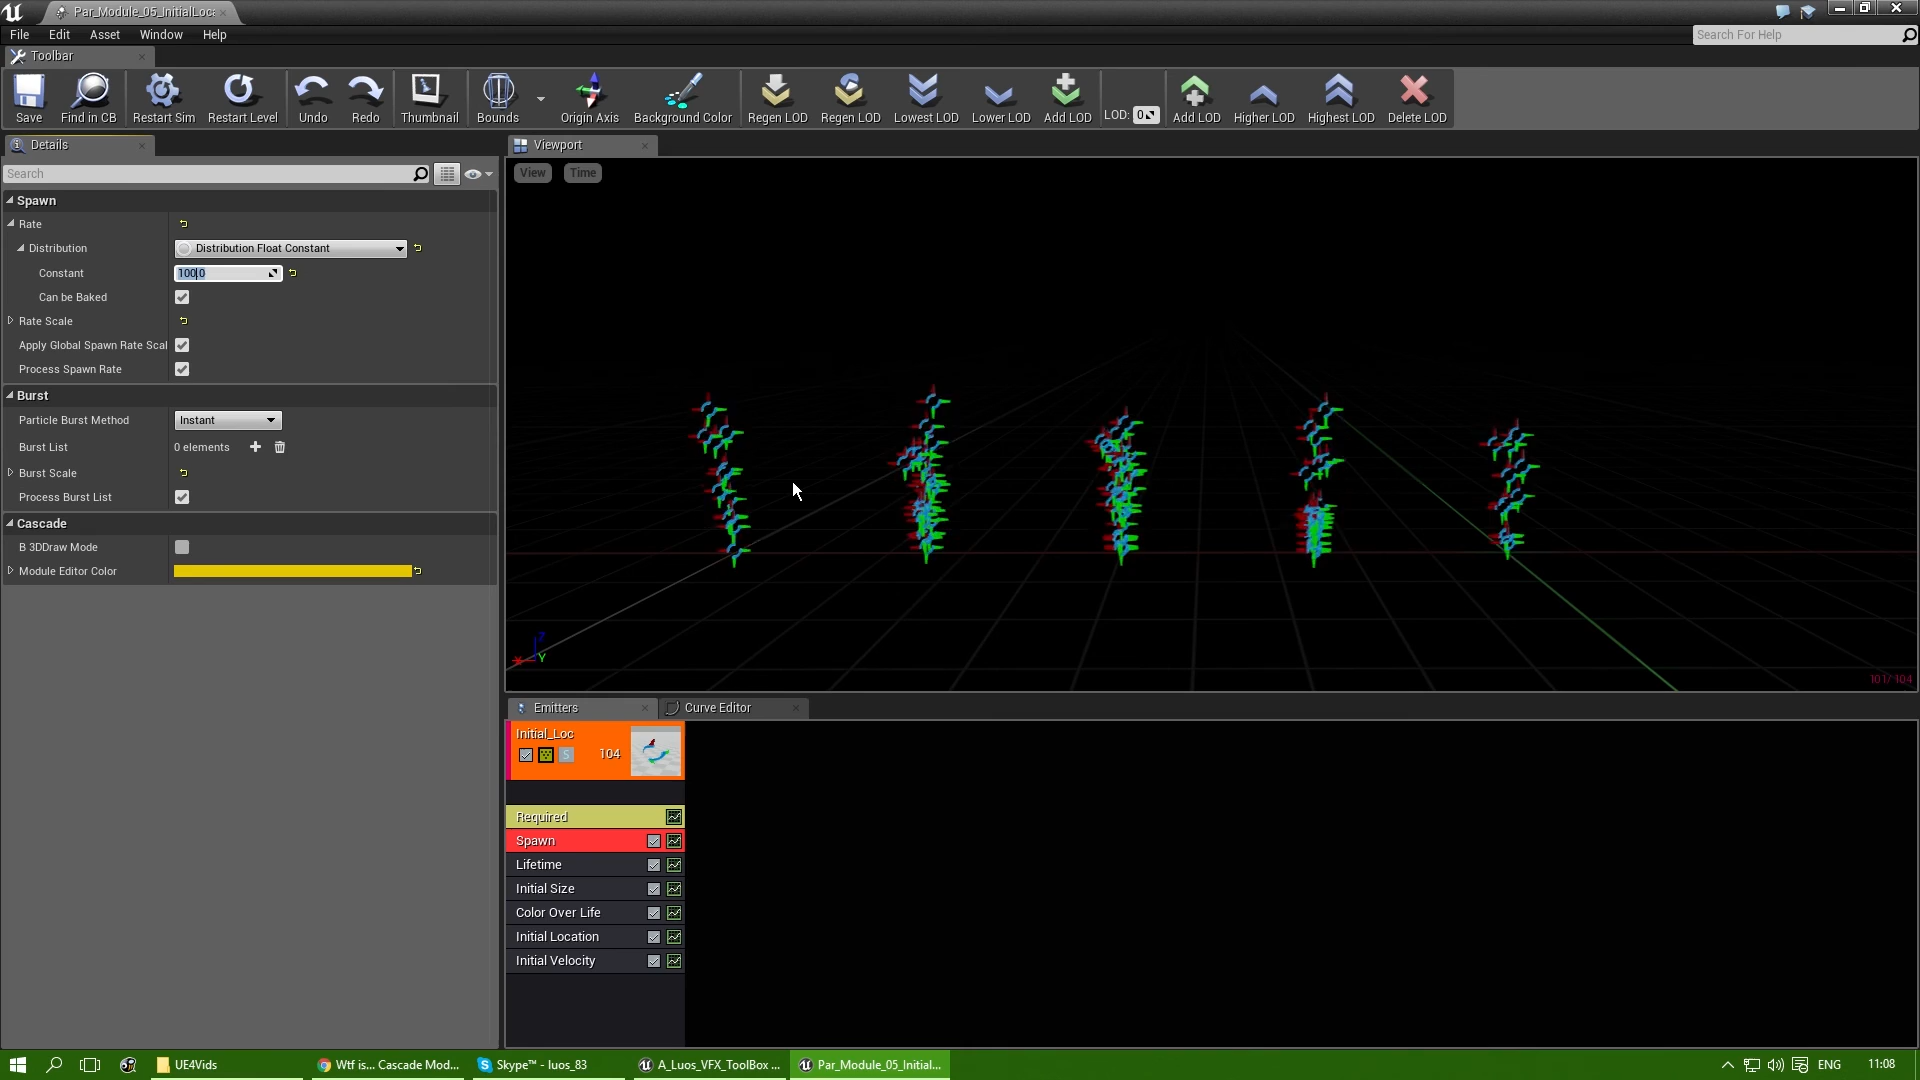 Par_Module_05_InitialLoc
File Edit Asset Window Help
Search For Help
Toolbar
Save Find in CB Restart Sim Restart Level Undo Redo Thumbnail Bounds Origin Axis Background Color Regen LOD Regen LOD Lowest LOD Lower LOD Add LOD LOD: 0 Add LOD Higher LOD Highest LOD Delete LOD
Details
Viewport
Search
View Time
Spawn
Rate
Distribution Distribution Float Constant
Constant 100.0
Can be Baked
Rate Scale
Apply Global Spawn Rate Scal
Process Spawn Rate
Burst
Particle Burst Method Instant
Burst List 0 elements
Burst Scale
Process Burst List
Cascade
B 3DDraw Mode
Module Editor Color
Z
X Y
101/104
Emitters Curve Editor
Initial_Loc
S 104
Required
Spawn
Lifetime
Initial Size
Color Over Life
Initial Location
Initial Velocity
UE4Vids Wtf is... Cascade Mod... Skype™ - luos_83 A_Luos_VFX_ToolBox ... Par_Module_05_Initial... ENG 11:08